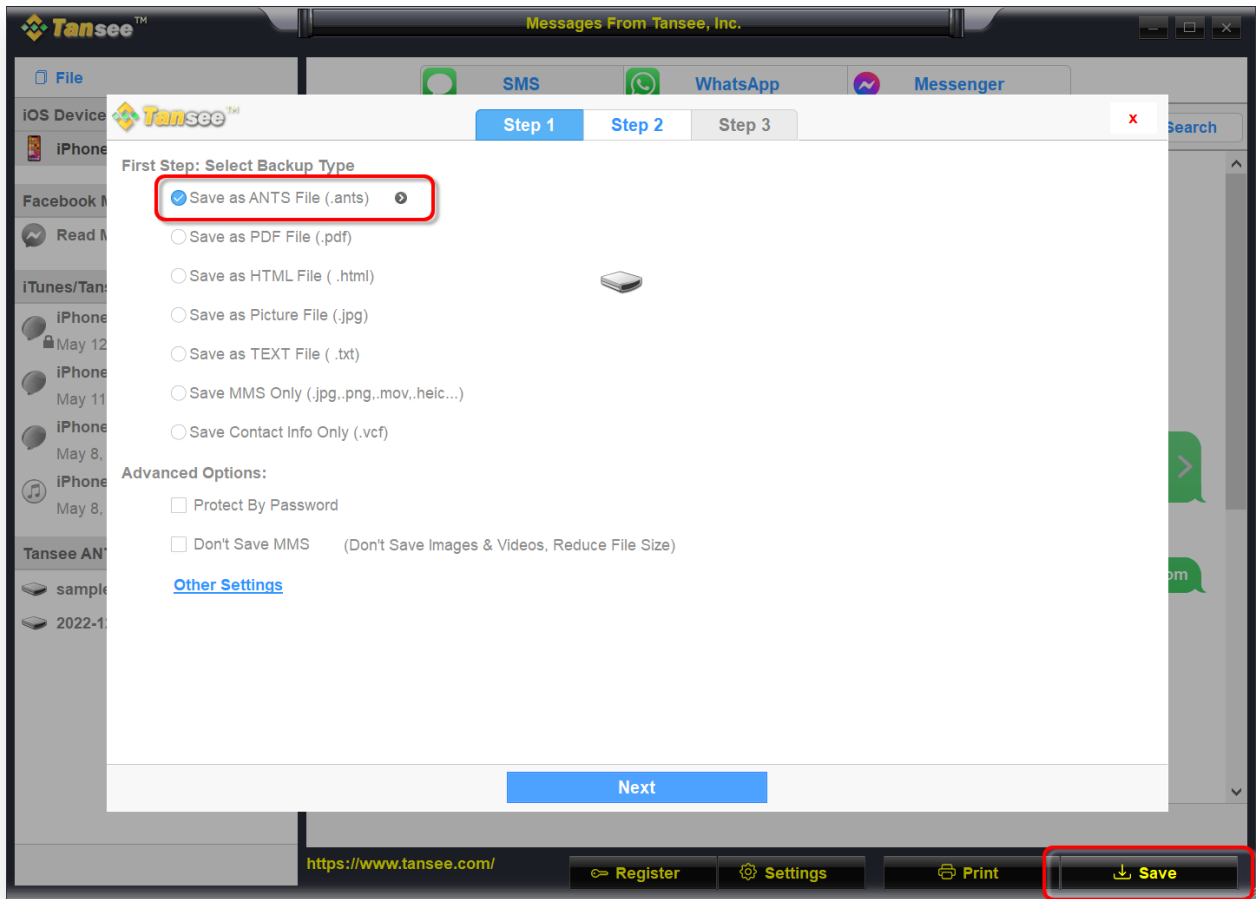 Tansee™
Messages From Tansee, Inc.
File
SMS
WhatsApp
Messenger
iOS Device
Search
iPhone
Facebook
Read
iPhone
May 12
iPhone
May 11
iPhone
May 8,
iPhone
May 8,
Tansee
sample
2022-1
Tansee™
Step 1
Step 2
Step 3
x
First Step: Select Backup Type
Save as ANTS File (.ants)
Save as PDF File (.pdf)
Save as HTML File ( .html)
Save as Picture File (.jpg)
Save as TEXT File ( .txt)
Save MMS Only (.jpg,.png,.mov,.heic...)
Save Contact Info Only (.vcf)
Advanced Options:
Protect By Password
Don't Save MMS (Don't Save Images & Videos, Reduce File Size)
Other Settings
Next
om
https://www.tansee.com/
Register
Settings
Print
Save